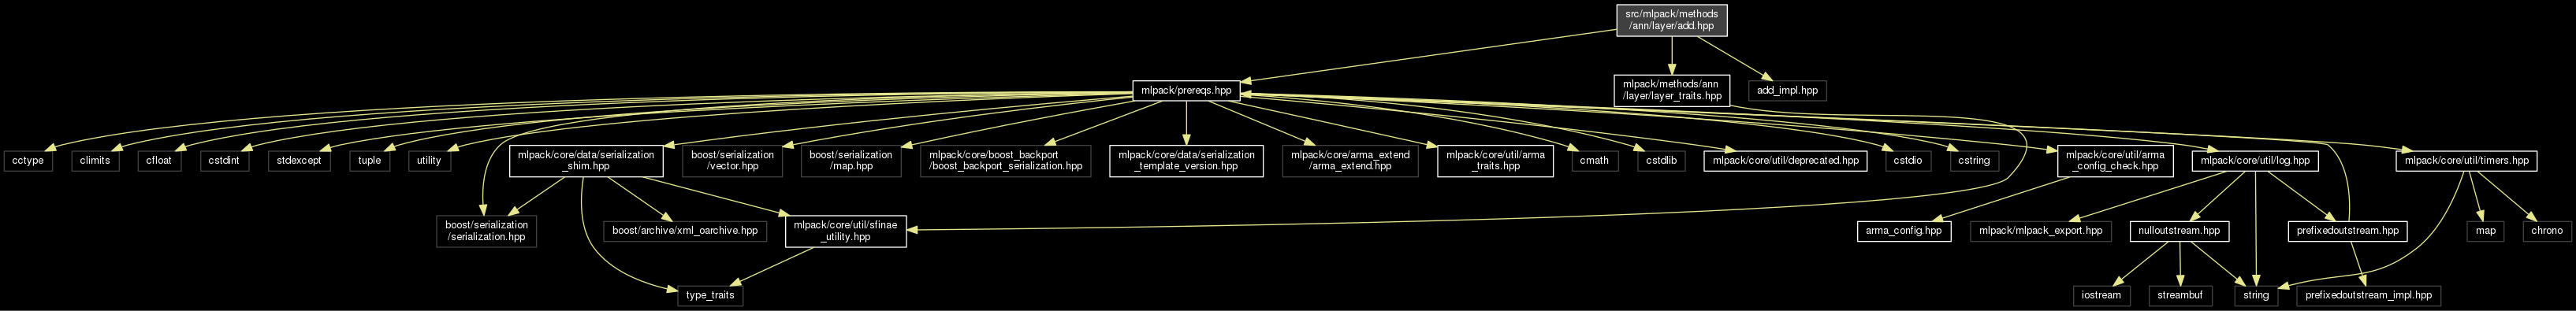 src/mlpack/methods
/ann/layer/add.hpp
mlpack/prereqs.hpp
mlpack/methods/ann
/layer/layer_traits.hpp
add_impl.hpp
cctype
climits
cfloat
cstdint
stdexcept
tuple
utility
mlpack/core/data/serialization
_shim.hpp
boost/serialization
/vector.hpp
boost/serialization
/map.hpp
mlpack/core/boost_backport
/boost_backport_serialization.hpp
mlpack/core/data/serialization
_template_version.hpp
mlpack/core/arma_extend
/arma_extend.hpp
mlpack/core/util/arma
_traits.hpp
cmath
cstdlib
mlpack/core/util/deprecated.hpp
cstdio
cstring
mlpack/core/util/arma
_config_check.hpp
mlpack/core/util/log.hpp
mlpack/core/util/timers.hpp
boost/serialization
/serialization.hpp
boost/archive/xml_oarchive.hpp
mlpack/core/util/sfinae
_utility.hpp
arma_config.hpp
mlpack/mlpack_export.hpp
nulloutstream.hpp
prefixedoutstream.hpp
map
chrono
type_traits
iostream
streambuf
string
prefixedoutstream_impl.hpp